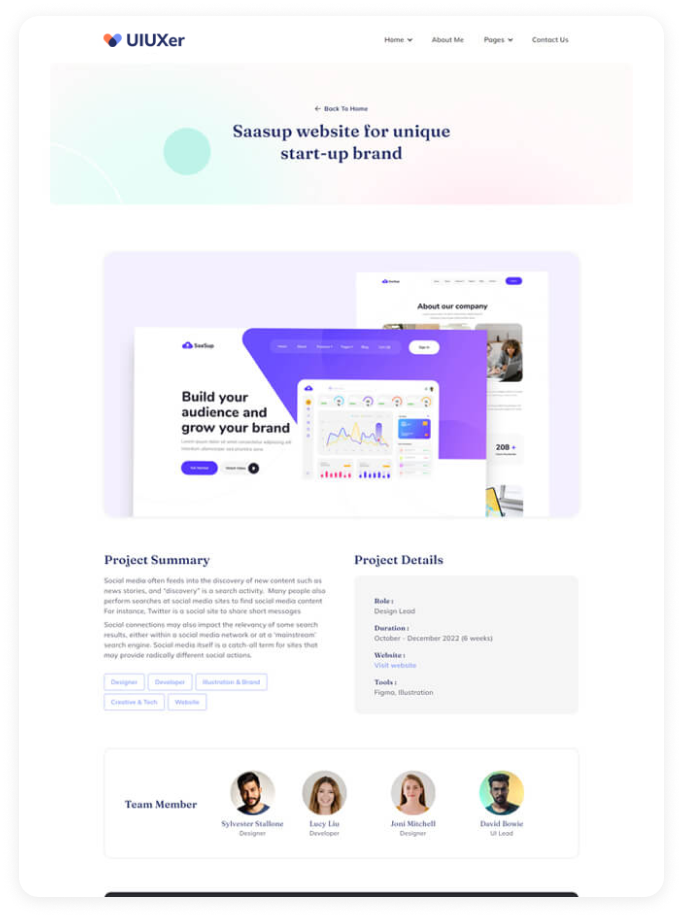 UIUXer
Home
About Me
Pages
Contact Us
Back To Home
Saasup website for unique
start-up brand
SaaSup
About our company
SaaSup
Home
About
Pages
Blog
Sign In
Build your
audience and
grow your brand
Lorem ipsum dolor sit amet consectetur adipiscing elit
Get Started
Watch Video
208 +
Project Summary
Social media often feeds into the discovery of new content such as
news stories, and "discovery" is a search activity. Many people also
perform searches at social media sites to find social media content
For instance, Twitter is a social site to share short messages
Social connections may also impact the relevancy of some search
results, either within a social media network or at a 'mainstream'
search engine. Social media itself is a catch-all term for sites that
may provide radically different social actions.
Designer
Developer
Illustration & Brand
Creative & Tech
Website
Project Details
Role :
Design Lead
Duration :
October - December 2022 (6 weeks)
Website :
Visit website
Tools :
Figma, Illustration
Team Member
Sylvester Stallone
Designer
Lucy Liu
Developer
Joni Mitchell
Designer
David Bowie
UI Lead